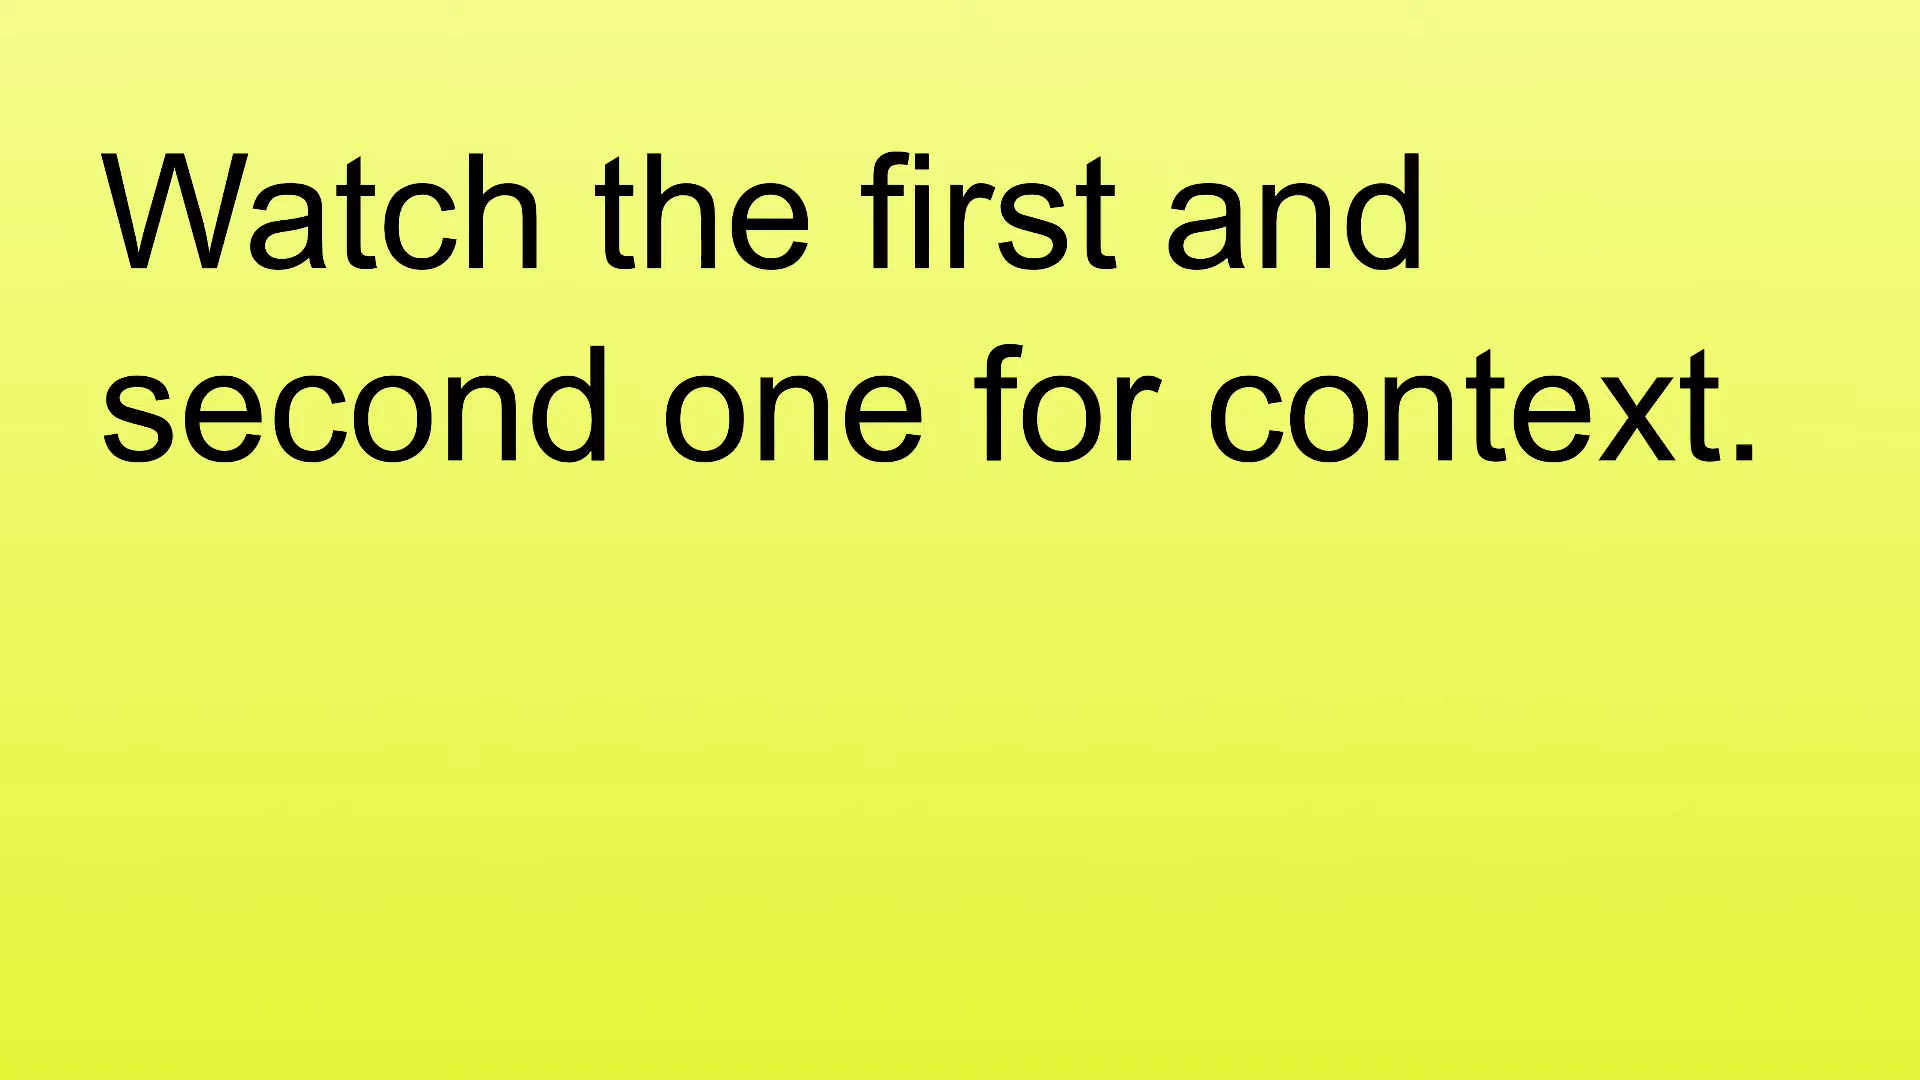 Watch the first and
second one for context.